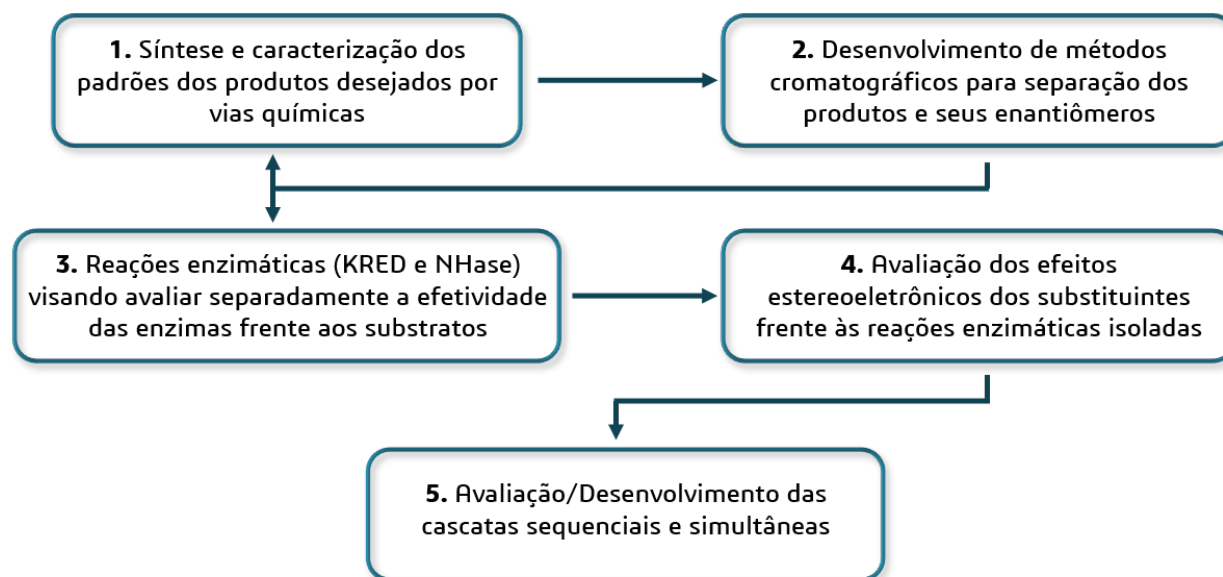 1. Síntese e caracterização dos
padrões dos produtos desejados por
vias químicas
2. Desenvolvimento de métodos
cromatográficos para separação dos
produtos e seus enantiômeros
3. Reações enzimáticas (KRED e NHase)
visando avaliar separadamente a efetividade
das enzimas frente aos substratos
4. Avaliação dos efeitos
estereoeletrônicos dos substituintes
frente às reações enzimáticas isoladas
5. Avaliação/Desenvolvimento das
cascatas sequenciais e simultâneas